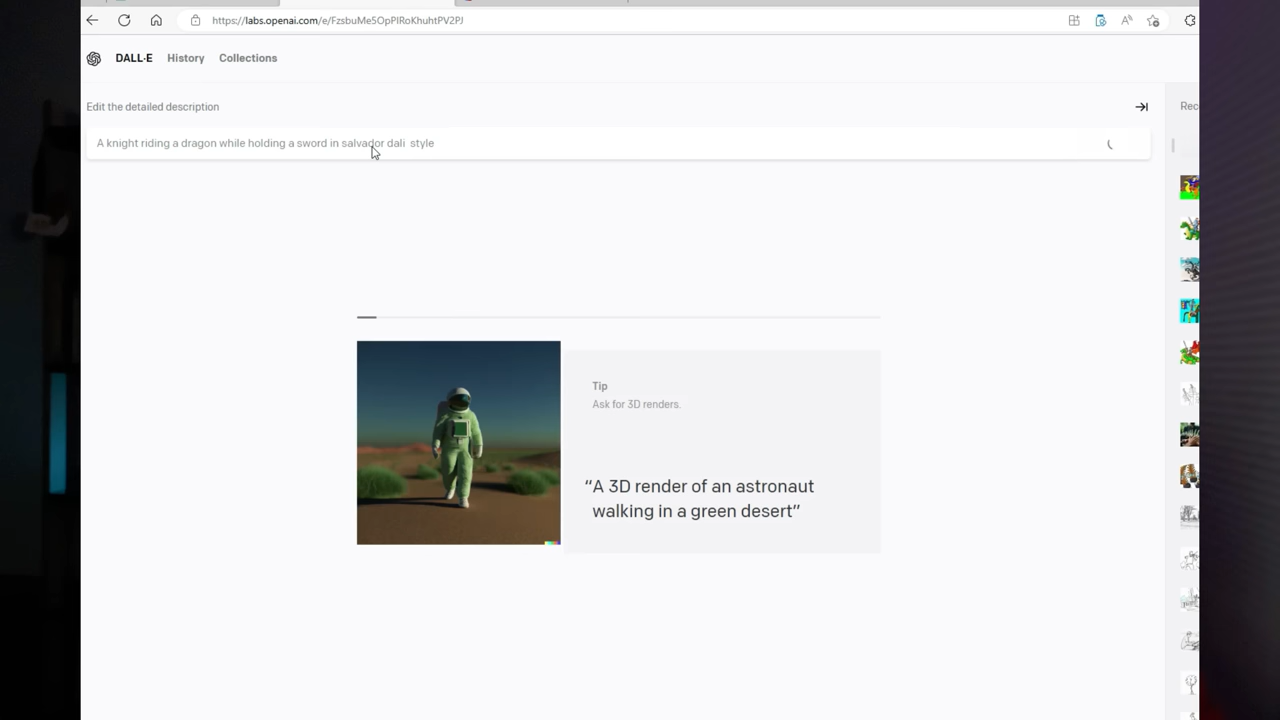 https://labs.openai.com/e/FzsbuMe5OpPlRoKhuhtPV2PJ
DALL·E History Collections
Edit the detailed description
Rec
A knight riding a dragon while holding a sword in salvador dali  style
Tip
Ask for 3D renders.
“A 3D render of an astronaut
walking in a green desert”